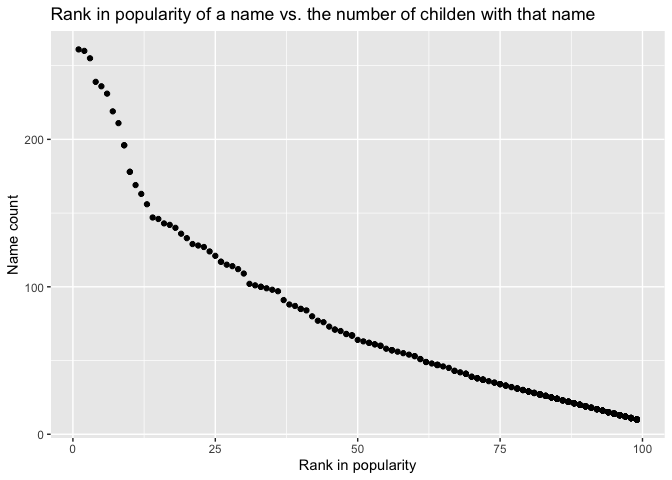 Rank in popularity of a name vs. the number of childen with that name
Name count
200
100
0
0 25 50 75 100
Rank in popularity